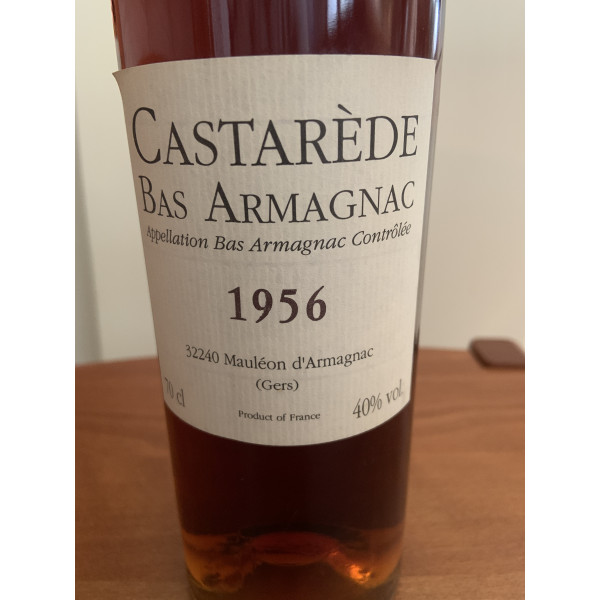 CASTARÈDE
BAS ARMAGNAC
Appellation Bas Armagnac Contrôlée
1956
32240 Mauléon d'Armagnac
(Gers)
70 cl
Product of France
40% vol.